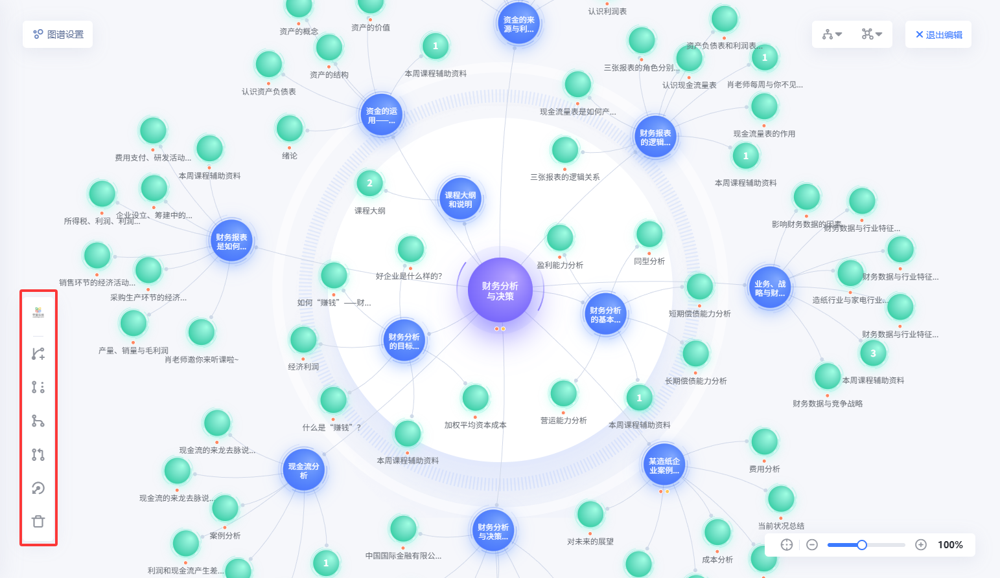 认识利润表
资金的来
源与利...
资产的概念
资产的价值
图谱设置
退出编辑
资产负债表和利润表...
1
1
三张报表的角色分别...
资产的结构
本周课程辅助资料
认识现金流量表
肖老师每周与你不见...
认识资产负债表
现金流量表是如何产...
资金的运
用——...
现金流量表的作用
财务报表
的逻辑...
绪论
费用支付、研发活动...
1
本周课程辅助资料
三张报表的逻辑关系
2
本周课程辅助资料
课程大纲
和说明
课程大纲
企业设立、筹建中的...
所得税、利润、利润...
影响财务数据的因素
财务数据与行业特征...
财务报表
是如何...
同型分析
盈利能力分析
好企业是什么样的？
财务数据与行业特征...
销售环节的经济活动...
财务分析
与决策
业务、战
略与财...
采购生产环节的经济...
如何“赚钱”——财...
造纸行业与家电行业...
短期偿债能力分析
财务分析
的基本...
财务数据与行业特征...
财务分析
的目标...
产量、销量与毛利润
肖老师邀你来听课啦~
3
经济利润
长期偿债能力分析
本周课程辅助资料
1
财务数据与竞争战略
营运能力分析
加权平均资本成本
本周课程辅助资料
什么是“赚钱”？
现金流的来龙去脉说...
本周课程辅助资料
某造纸企
业案例...
费用分析
现金流分
析
现金流的来龙去脉说...
当前状况总结
财务分析
与决策...
案例分析
对未来的展望
100%
中国国际金融有限公...
成本分析
1
利润和现金流产生差...